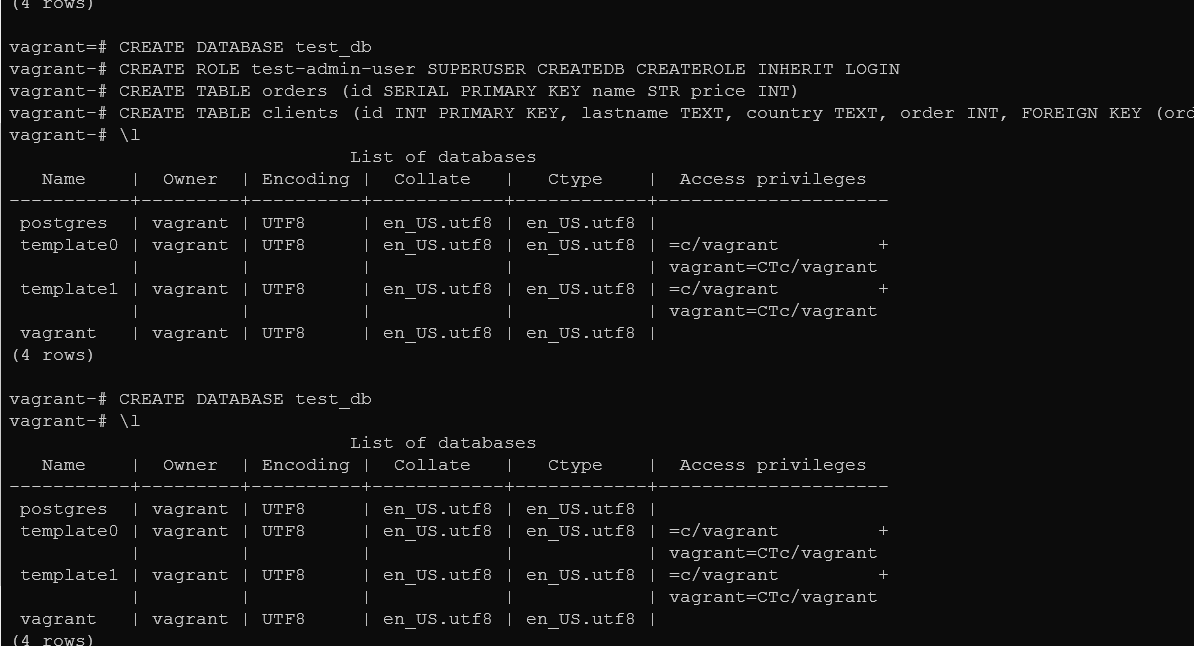 (4 rows)
vagrant=# CREATE DATABASE test_db
vagrant-# CREATE ROLE test-admin-user SUPERUSER CREATEDB CREATEROLE INHERIT LOGIN
vagrant-# CREATE TABLE orders (id SERIAL PRIMARY KEY name STR price INT)
vagrant-# CREATE TABLE clients (id INT PRIMARY KEY, lastname TEXT, country TEXT, order INT, FOREIGN KEY (ord
vagrant-# \l
                               List of databases
   Name    |  Owner  | Encoding |  Collate   |   Ctype    |  Access privileges
-----------+---------+----------+------------+------------+---------------------
 postgres  | vagrant | UTF8     | en_US.utf8 | en_US.utf8 |
 template0 | vagrant | UTF8     | en_US.utf8 | en_US.utf8 | =c/vagrant         +
           |         |          |            |            | vagrant=CTc/vagrant
 template1 | vagrant | UTF8     | en_US.utf8 | en_US.utf8 | =c/vagrant         +
           |         |          |            |            | vagrant=CTc/vagrant
 vagrant   | vagrant | UTF8     | en_US.utf8 | en_US.utf8 |
(4 rows)
vagrant-# CREATE DATABASE test_db
vagrant-# \l
                               List of databases
   Name    |  Owner  | Encoding |  Collate   |   Ctype    |  Access privileges
-----------+---------+----------+------------+------------+---------------------
 postgres  | vagrant | UTF8     | en_US.utf8 | en_US.utf8 |
 template0 | vagrant | UTF8     | en_US.utf8 | en_US.utf8 | =c/vagrant         +
           |         |          |            |            | vagrant=CTc/vagrant
 template1 | vagrant | UTF8     | en_US.utf8 | en_US.utf8 | =c/vagrant         +
           |         |          |            |            | vagrant=CTc/vagrant
 vagrant   | vagrant | UTF8     | en_US.utf8 | en_US.utf8 |
(4 rows)